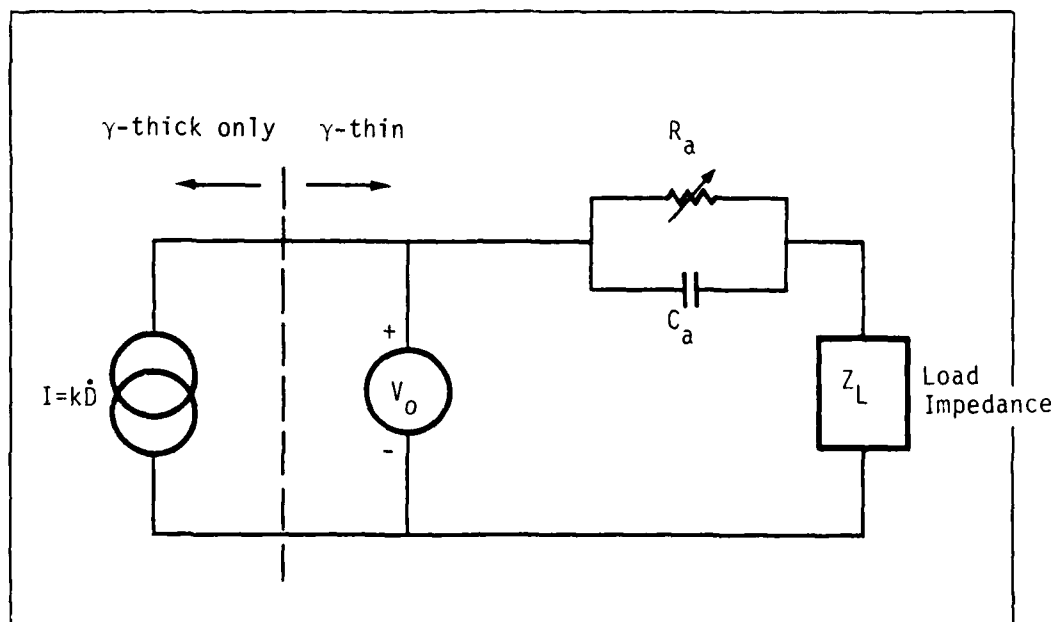 γ-thick only γ-thin
R_a
C_a
I=kḊ
+
V_o
-
Z_L
Load
Impedance